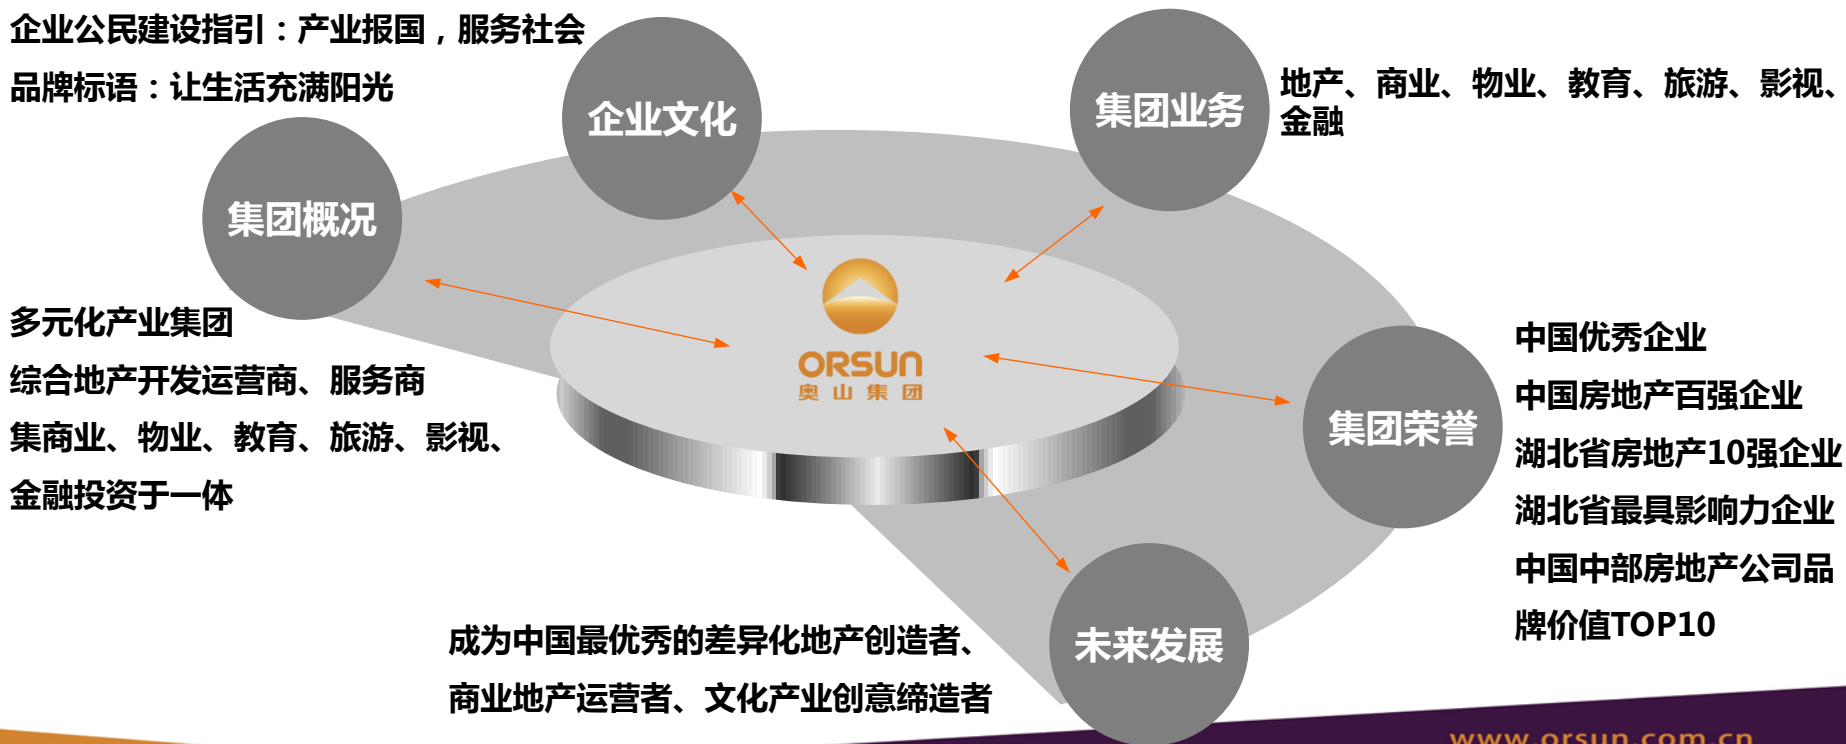 企业公民建设指引：产业报国，服务社会
品牌标语：让生活充满阳光
企业文化
集团业务
地产、商业、物业、教育、旅游、影视、
金融
集团概况
多元化产业集团
综合地产开发运营商、服务商
集商业、物业、教育、旅游、影视、
金融投资于一体
ORSUN
奥山集团
集团荣誉
中国优秀企业
中国房地产百强企业
湖北省房地产10强企业
湖北省最具影响力企业
中国中部房地产公司品
牌价值TOP10
未来发展
成为中国最优秀的差异化地产创造者、
商业地产运营者、文化产业创意缔造者
www.orsun.com.cn